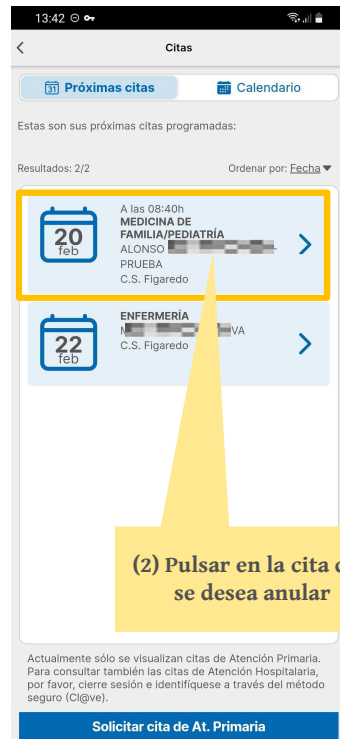 13:42
Citas
31 Próximas citas
Calendario
Estas son sus próximas citas programadas:
Resultados: 2/2
Ordenar por: Fecha
A las 08:40h
20
feb
MEDICINA DE
FAMILIA/PEDIATRÍA
ALONSO
PRUEBA
C.S. Figaredo
22
feb
ENFERMERÍA
VA
C.S. Figaredo
(2) Pulsar en la cita
se desea anular
Actualmente sólo se visualizan citas de Atención Primaria.
Para consultar también las citas de Atención Hospitalaria,
por favor, cierre sesión e identifíquese a través del método
seguro (Cl@ve).
Solicitar cita de At. Primaria